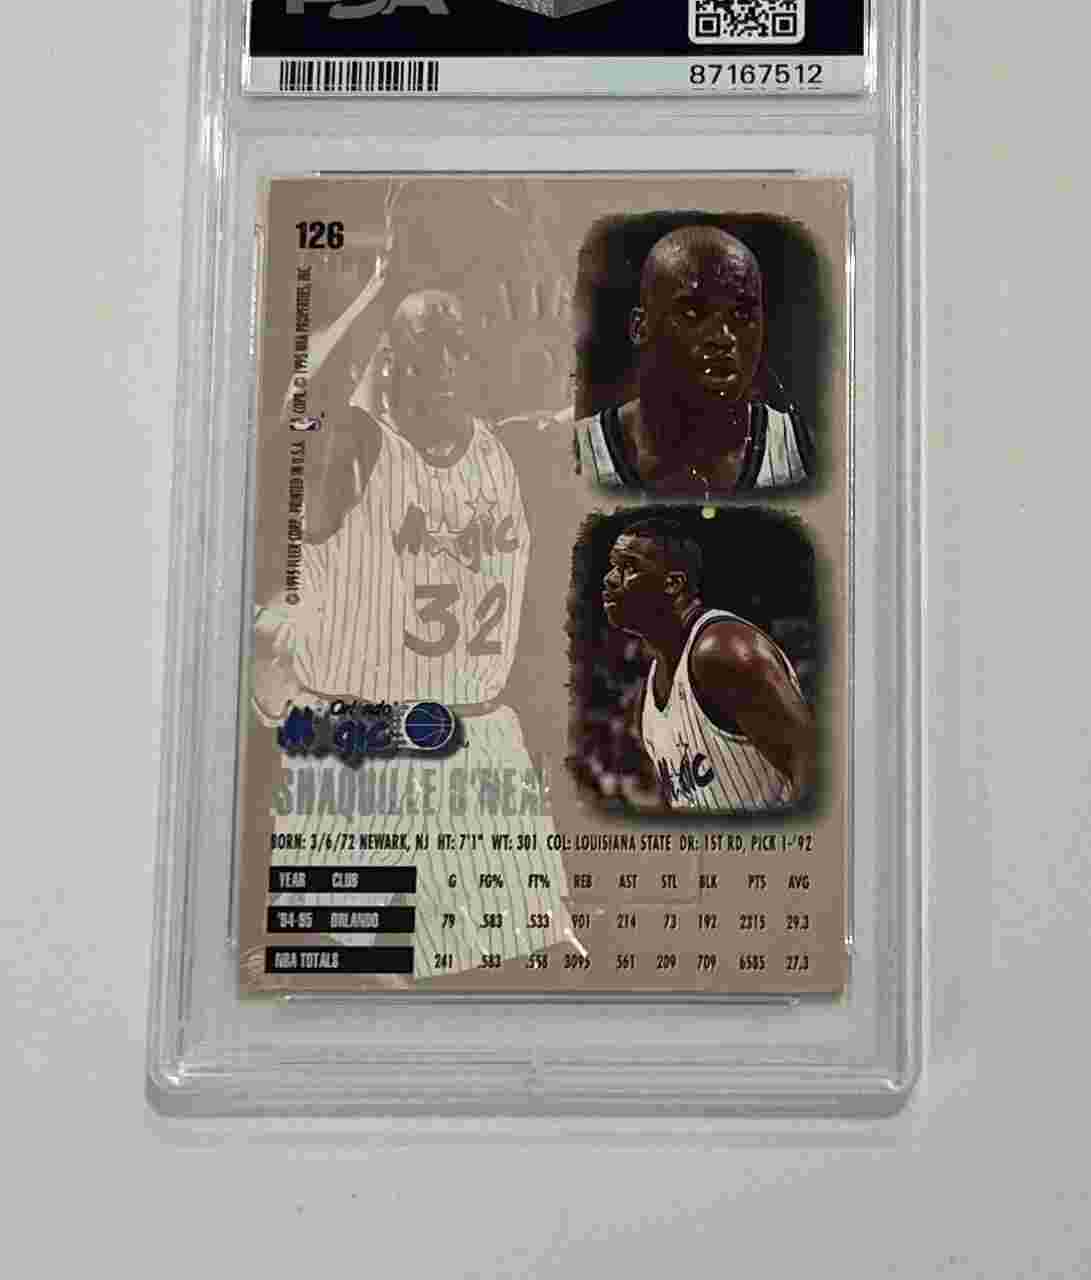 PSA
87167512
126
© 1995 FLEER CORP. PRINTED IN U.S.A. © 1995 NBA PROPERTIES, INC.
Magic
32
Magic
Orlando
Magic
SHAQUILLE O'NEAL
BORN: 3/6/72 NEWARK, NJ HT: 7'1" WT: 301 COL: LOUISIANA STATE DR: 1ST RD, PICK 1-'92
YEAR CLUB G FG% FT% REB AST STL BLK PTS AVG
'94-95 ORLANDO 79 .583 .533 901 214 73 192 2315 29.3
NBA TOTALS 241 .583 .558 3095 561 209 709 6585 27.3